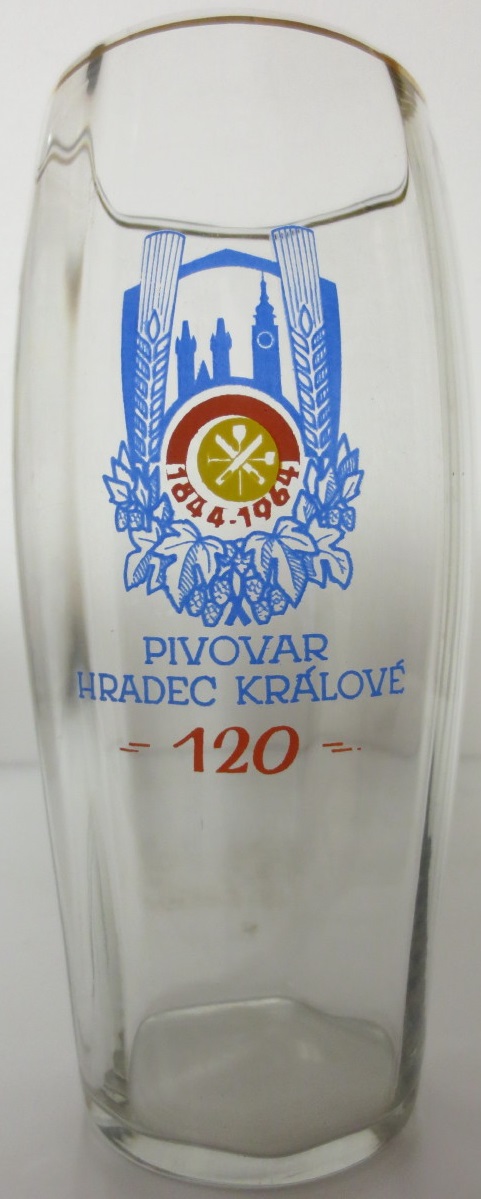 1844-1964
PIVOVAR
HRADEC KRÁLOVÉ
120